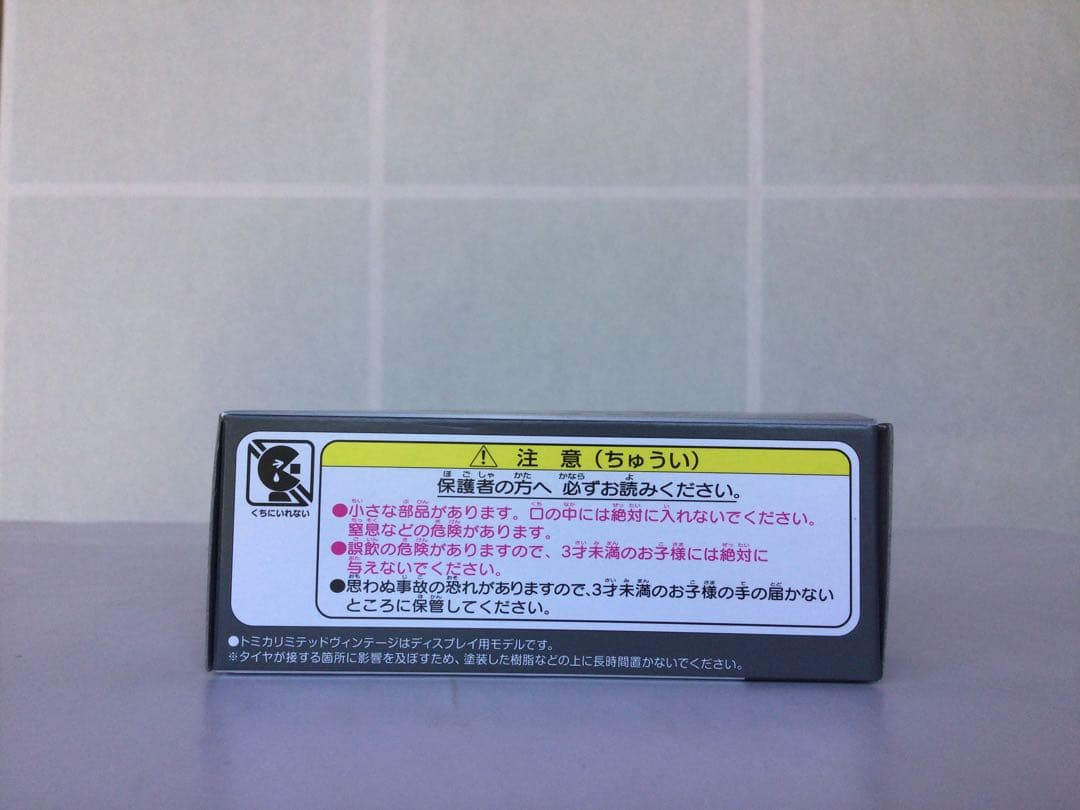 くちにいれない
⚠ 注意（ちゅうい）
保護者の方へ 必ずお読みください。
●小さな部品があります。口の中には絶対に入れないでください。
窒息などの危険があります。
●誤飲の危険がありますので、3才未満のお子様には絶対に
与えないでください。
●思わぬ事故の恐れがありますので、3才未満のお子様の手の届かない
ところに保管してください。
●トミカリミテッドヴィンテージはディスプレイ用モデルです。
※タイヤが接する箇所に影響を及ぼすため、塗装した樹脂などの上に長時間置かないでください。